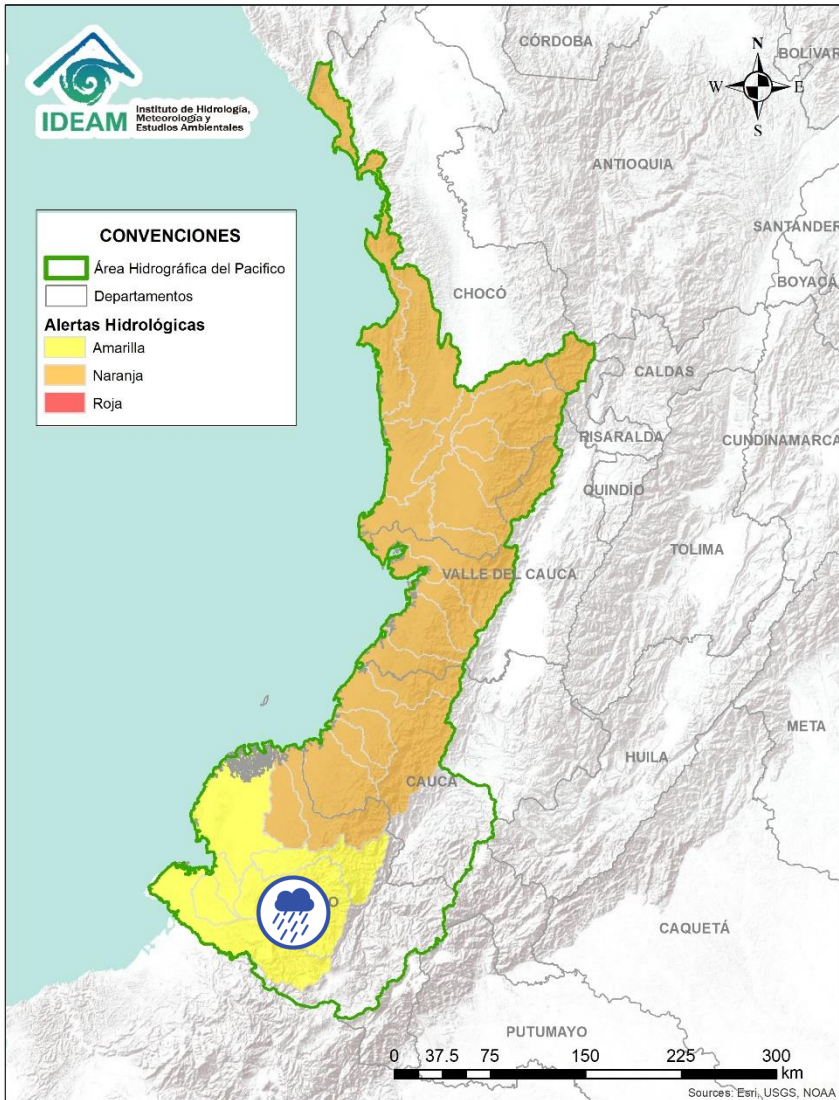 IDEAM
Instituto de Hidrología,
Meteorología y
Estudios Ambientales
CÓRDOBA
BOLÍVAR
N
W
E
S
ANTIOQUIA
SANTANDER
BOYACÁ
CONVENCIONES
Área Hidrográfica del Pacifico
Departamentos
Alertas Hidrológicas
Amarilla
Naranja
Roja
CHOCÓ
CALDAS
RISARALDA
CUNDINAMARCA
QUINDÍO
TOLIMA
VALLE DEL CAUCA
META
HUILA
CAUCA
O
CAQUETÁ
PUTUMAYO
0 37.5 75 150 225 300
km
Sources: Esri, USGS, NOAA